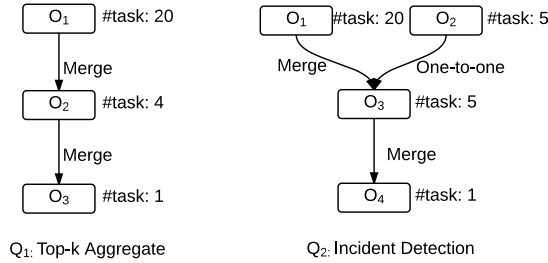 O1 #task: 20
Merge
O2 #task: 4
Merge
O3 #task: 1
Q1: Top-k Aggregate
O1 #task: 20
O2 #task: 5
Merge
One-to-one
O3 #task: 5
Merge
O4 #task: 1
Q2: Incident Detection